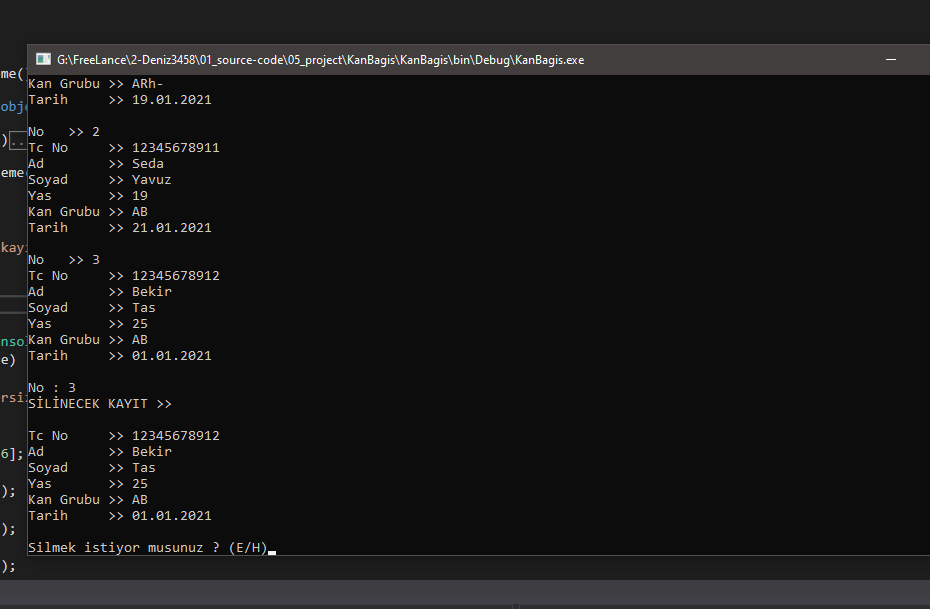 G:\FreeLance\2-Deniz3458\01_source-code\05_project\KanBagis\KanBagis\bin\Debug\KanBagis.exe
me(
Kan Grubu >> ARh-
Tarih >> 19.01.2021
obj
No >> 2
)..
Tc No >> 12345678911
Ad >> Seda
eme
Soyad >> Yavuz
Yas >> 19
Kan Grubu >> AB
Tarih >> 21.01.2021
kay
No >> 3
Tc No >> 12345678912
Ad >> Bekir
Soyad >> Tas
Yas >> 25
nso
Kan Grubu >> AB
e)
Tarih >> 01.01.2021
No : 3
rsi
SİLİNECEK KAYIT >>
Tc No >> 12345678912
6];
Ad >> Bekir
Soyad >> Tas
Yas >> 25
);
Kan Grubu >> AB
Tarih >> 01.01.2021
);
Silmek istiyor musunuz ? (E/H)
);